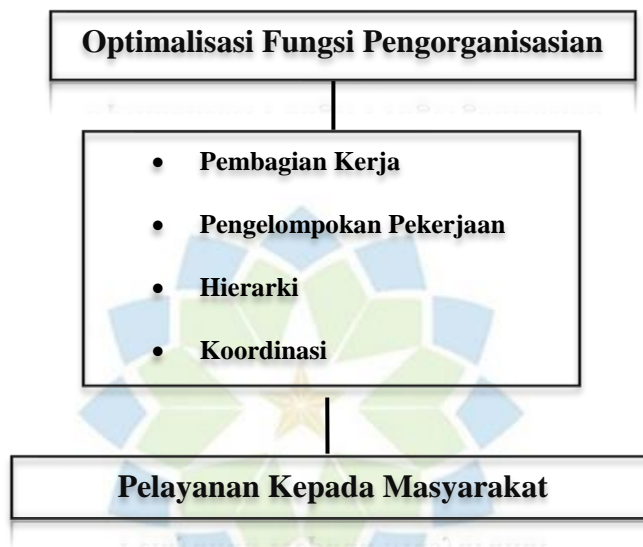 Optimalisasi Fungsi Pengorganisasian
• Pembagian Kerja
• Pengelompokan Pekerjaan
• Hierarki
• Koordinasi
Pelayanan Kepada Masyarakat